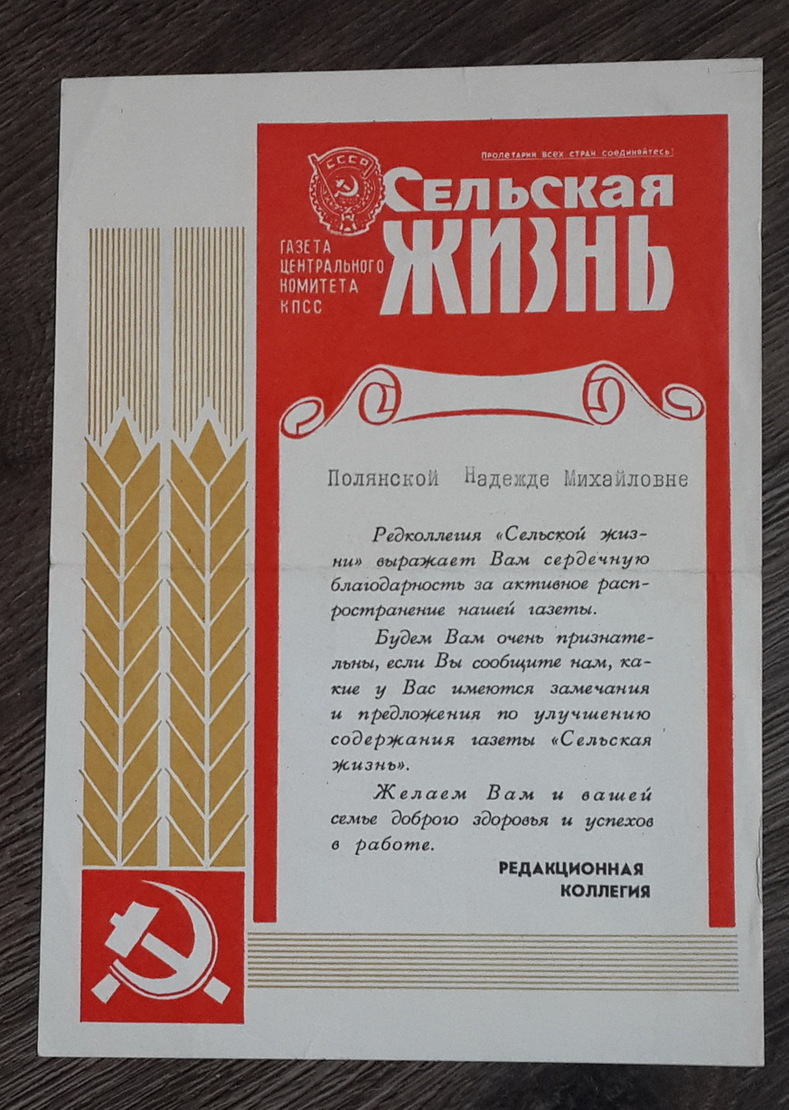 СССР
Пролетарии всех стран соединяйтесь!
Сельская
жизнь
ГАЗЕТА
ЦЕНТРАЛЬНОГО
КОМИТЕТА
КПСС
Полянской Надежде Михайловне
Редколлегия «Сельской жиз-
ни» выражает Вам сердечную
благодарность за активное расп-
ространение нашей газеты.
Будем Вам очень признате-
льны, если Вы сообщите нам, ка-
кие у Вас имеются замечания
и предложения по улучшению
содержания газеты «Сельская
жизнь».
Желаем Вам и вашей
семье доброго здоровья и успехов
в работе.
РЕДАКЦИОННАЯ
КОЛЛЕГИЯ